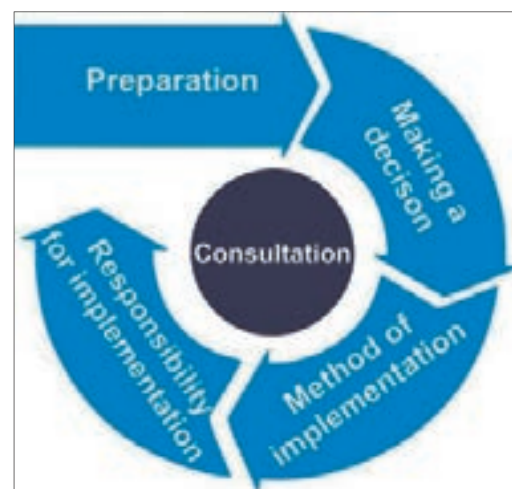 Preparation
Making a
decison
Consultation
Method of
implementation
Responsibility
for implementation